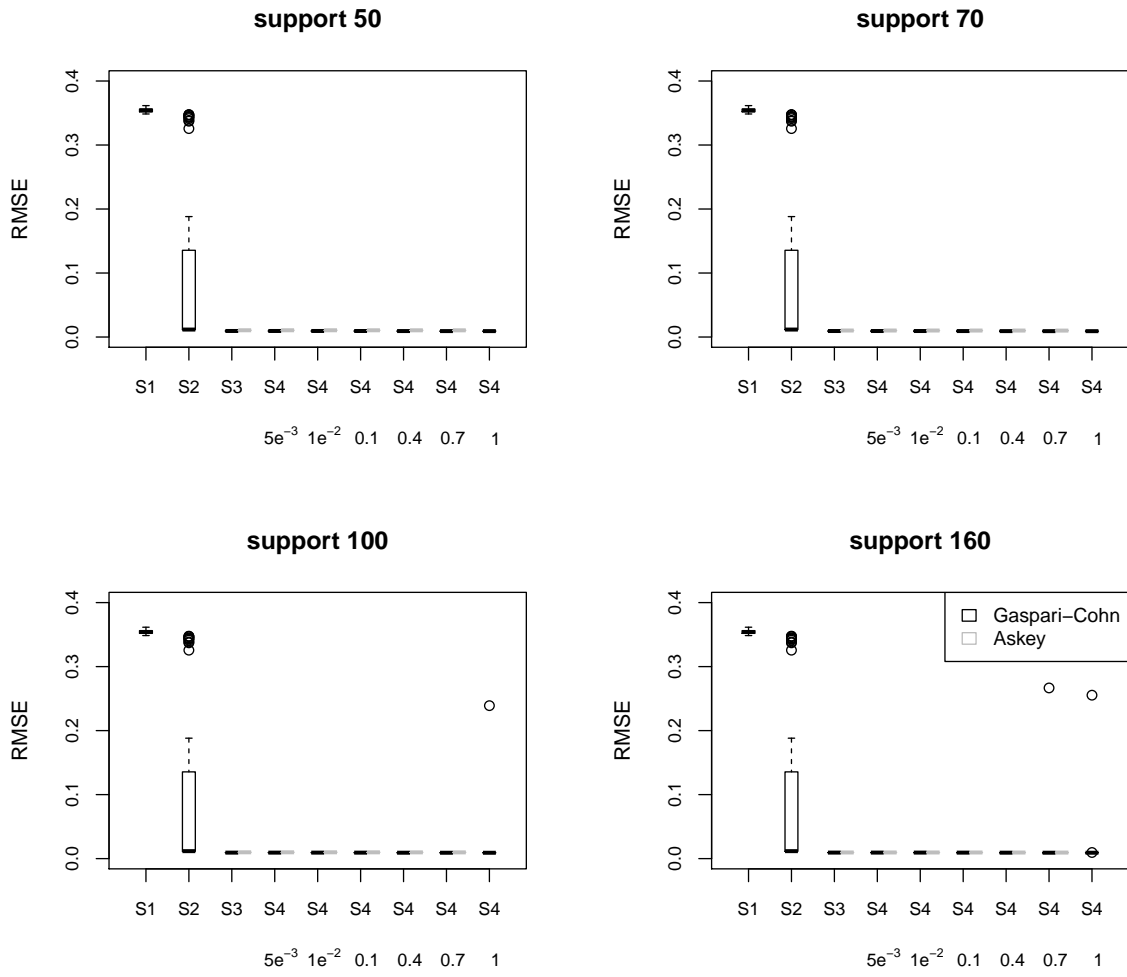 support 50
support 70
RMSE
0.0 0.1 0.2 0.3 0.4
S1 S2 S3 S4 S4 S4 S4 S4 S4
5e⁻³ 1e⁻² 0.1 0.4 0.7 1
RMSE
0.0 0.1 0.2 0.3 0.4
S1 S2 S3 S4 S4 S4 S4 S4 S4
5e⁻³ 1e⁻² 0.1 0.4 0.7 1
support 100
support 160
RMSE
0.0 0.1 0.2 0.3 0.4
S1 S2 S3 S4 S4 S4 S4 S4 S4
5e⁻³ 1e⁻² 0.1 0.4 0.7 1
RMSE
0.0 0.1 0.2 0.3 0.4
Gaspari−Cohn
Askey
S1 S2 S3 S4 S4 S4 S4 S4 S4
5e⁻³ 1e⁻² 0.1 0.4 0.7 1